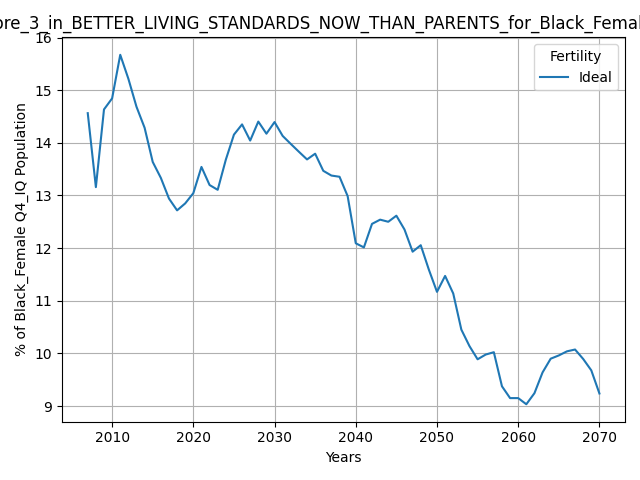 ore_3_in_BETTER_LIVING_STANDARDS_NOW_THAN_PARENTS_for_Black_Femal
Fertility
Ideal
16
15
14
13
12
11
10
9
% of Black_Female Q4_IQ Population
2010 2020 2030 2040 2050 2060 2070
Years